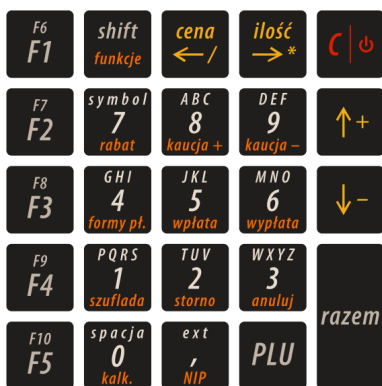 F6 shift cena ilość
F1 funkcje ← / → * C | ⏻
F7 symbol ABC DEF
F2 7 8 9 ↑ +
rabat kaucja + kaucja –
F8 GHI JKL MNO
F3 4 5 6 ↓ –
formy pł. wpłata wypłata
F9 PQRS TUV WXYZ
F4 1 2 3
szuflada storno anuluj razem
F10 spacja ext
F5 0 , PLU
kalk. NIP